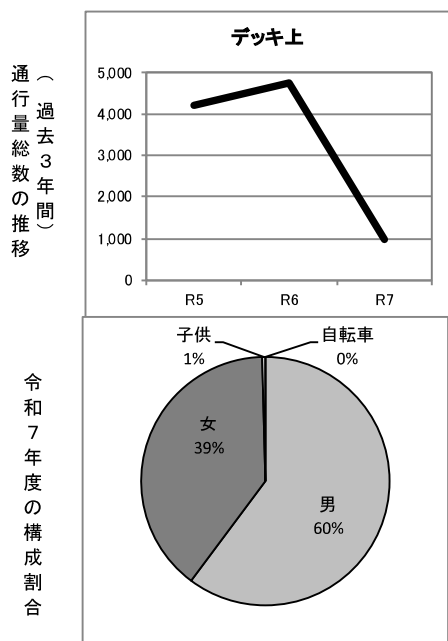 デッキ上
通行量総数の推移
（過去３年間）
5,000
4,000
3,000
2,000
1,000
0
R5
R6
R7
令和７年度の構成割合
子供
1%
自転車
0%
女
39%
男
60%